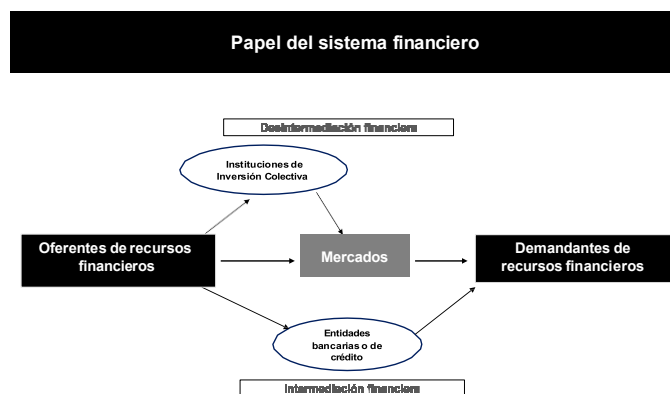 Papel del sistema financiero
Desintermediación financiera
Instituciones de
Inversión Colectiva
Oferentes de recursos
financieros
Mercados
Demandantes de
recursos financieros
Entidades
bancarias o de
crédito
Intermediación financiera